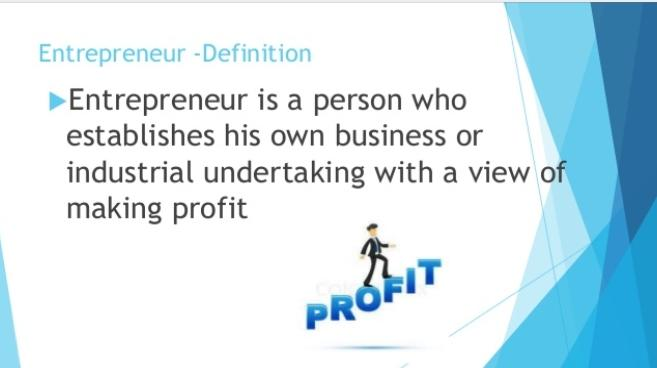 Entrepreneur -Definition
Entrepreneur is a person who
establishes his own business or
industrial undertaking with a view of
making profit
PROFIT